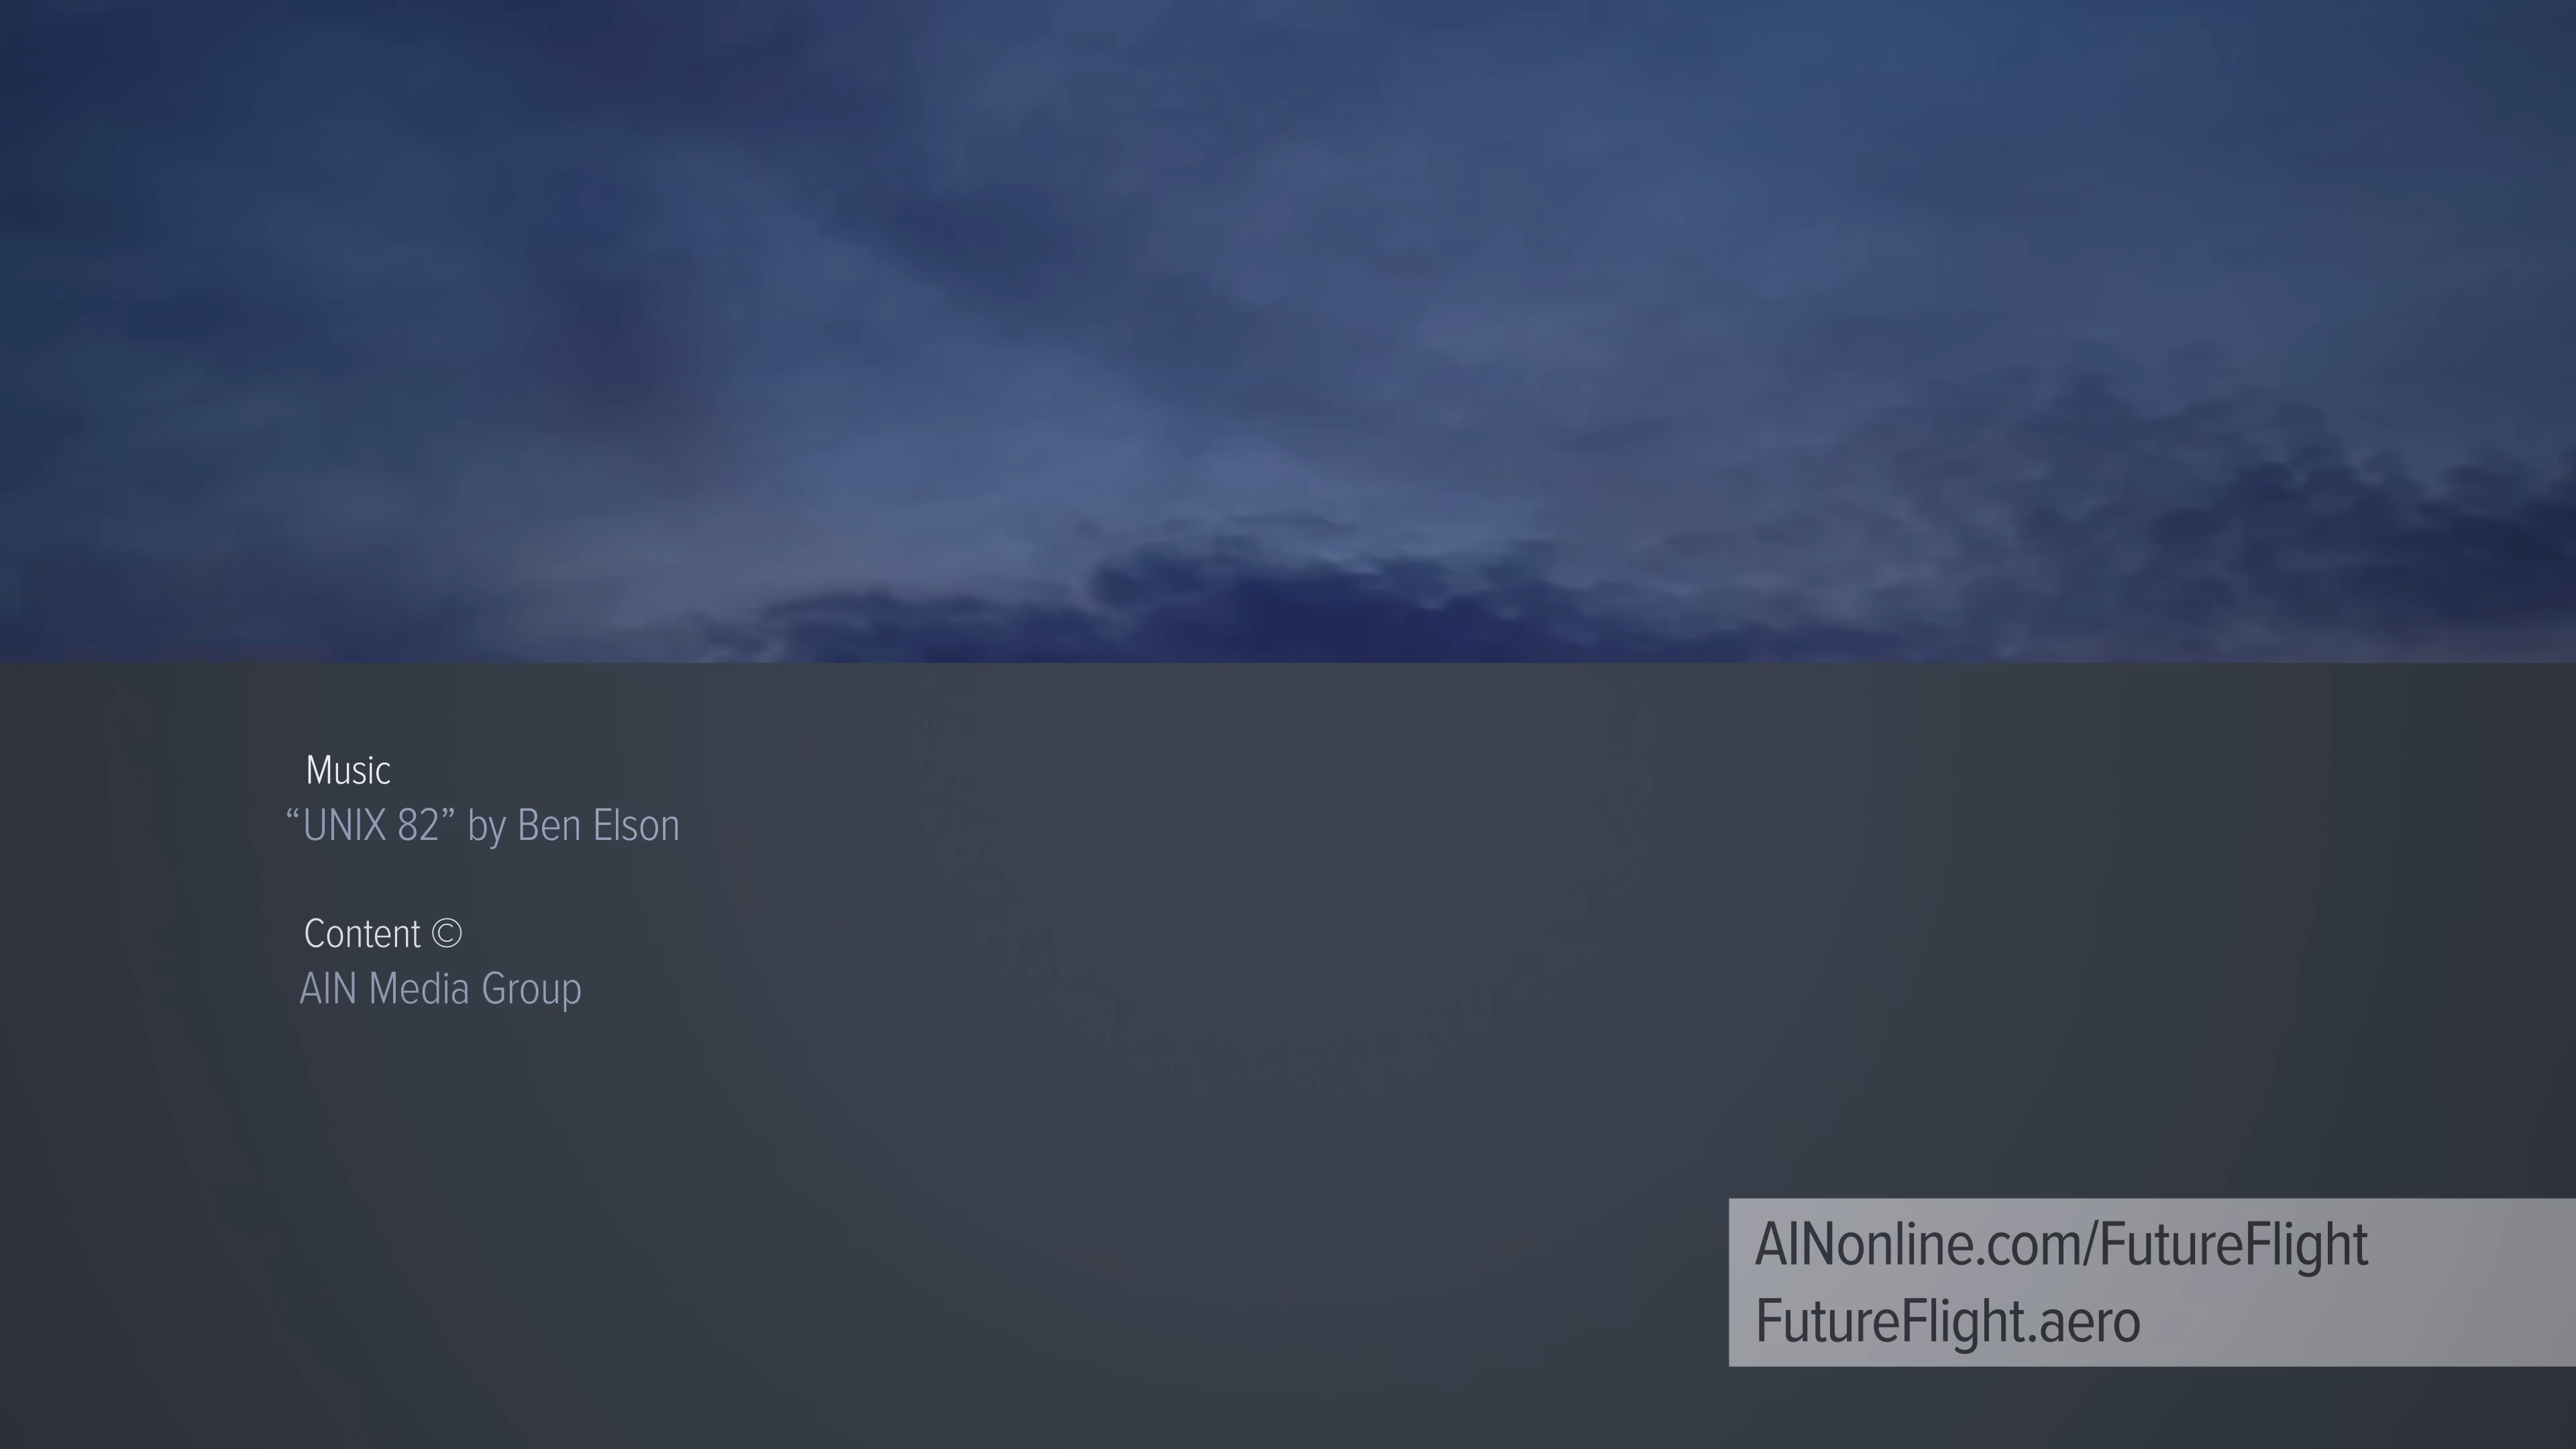 Music
“UNIX 82” by Ben Elson
Content ©
AIN Media Group
AINonline.com/FutureFlight
FutureFlight.aero